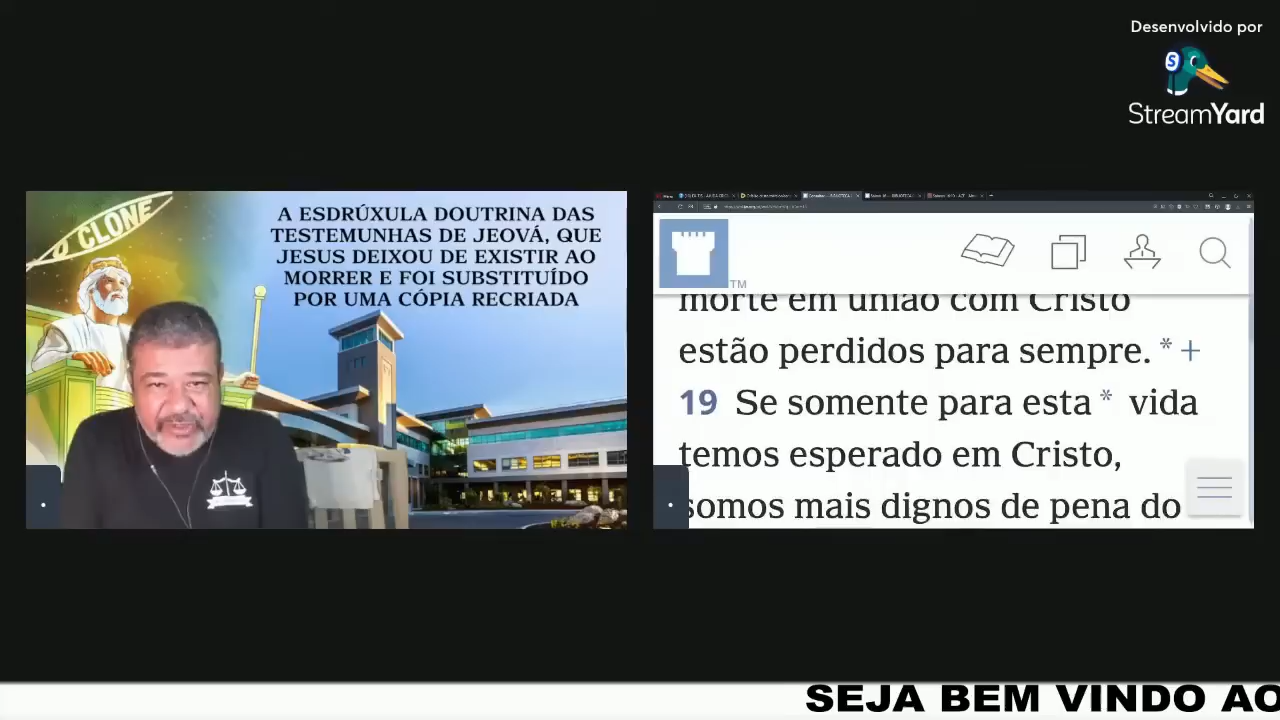 Desenvolvido por
S
StreamYard
O CLONE
A ESDRÚXULA DOUTRINA DAS
TESTEMUNHAS DE JEOVÁ, QUE
JESUS DEIXOU DE EXISTIR AO
MORRER E FOI SUBSTITUÍDO
POR UMA CÓPIA RECRIADA
TM
morte em união com Cristo
estão perdidos para sempre. * +
19 Se somente para esta * vida
temos esperado em Cristo,
somos mais dignos de pena do
SEJA BEM VINDO AO